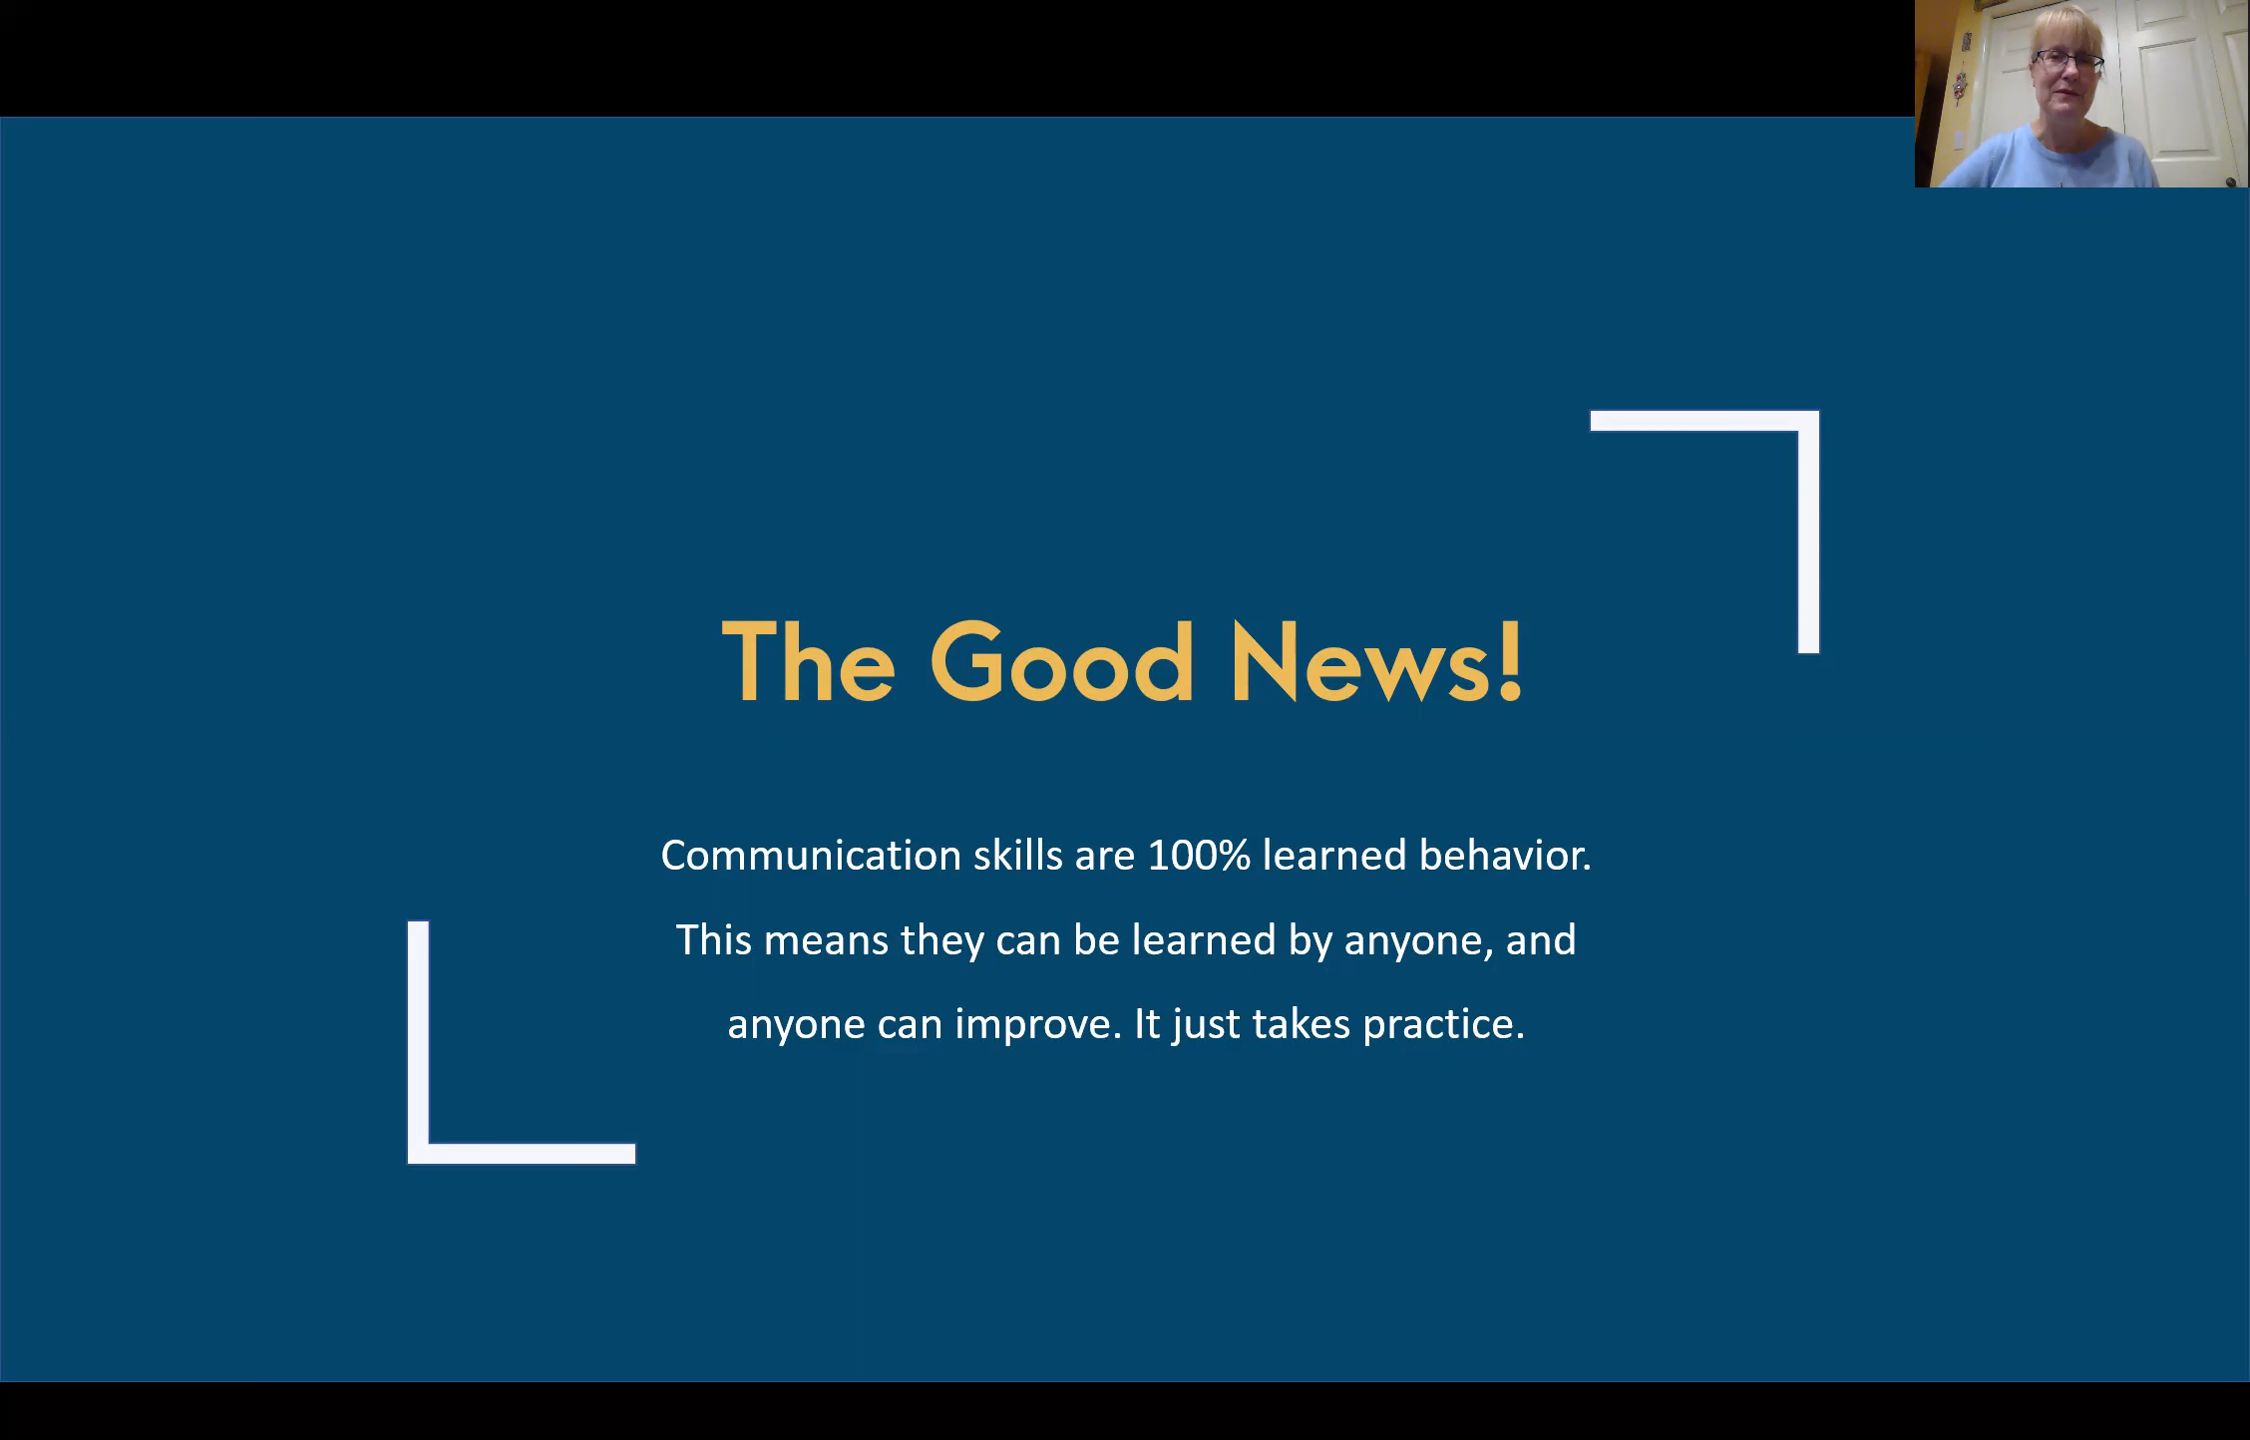 The Good News!
Communication skills are 100% learned behavior.
This means they can be learned by anyone, and
anyone can improve. It just takes practice.